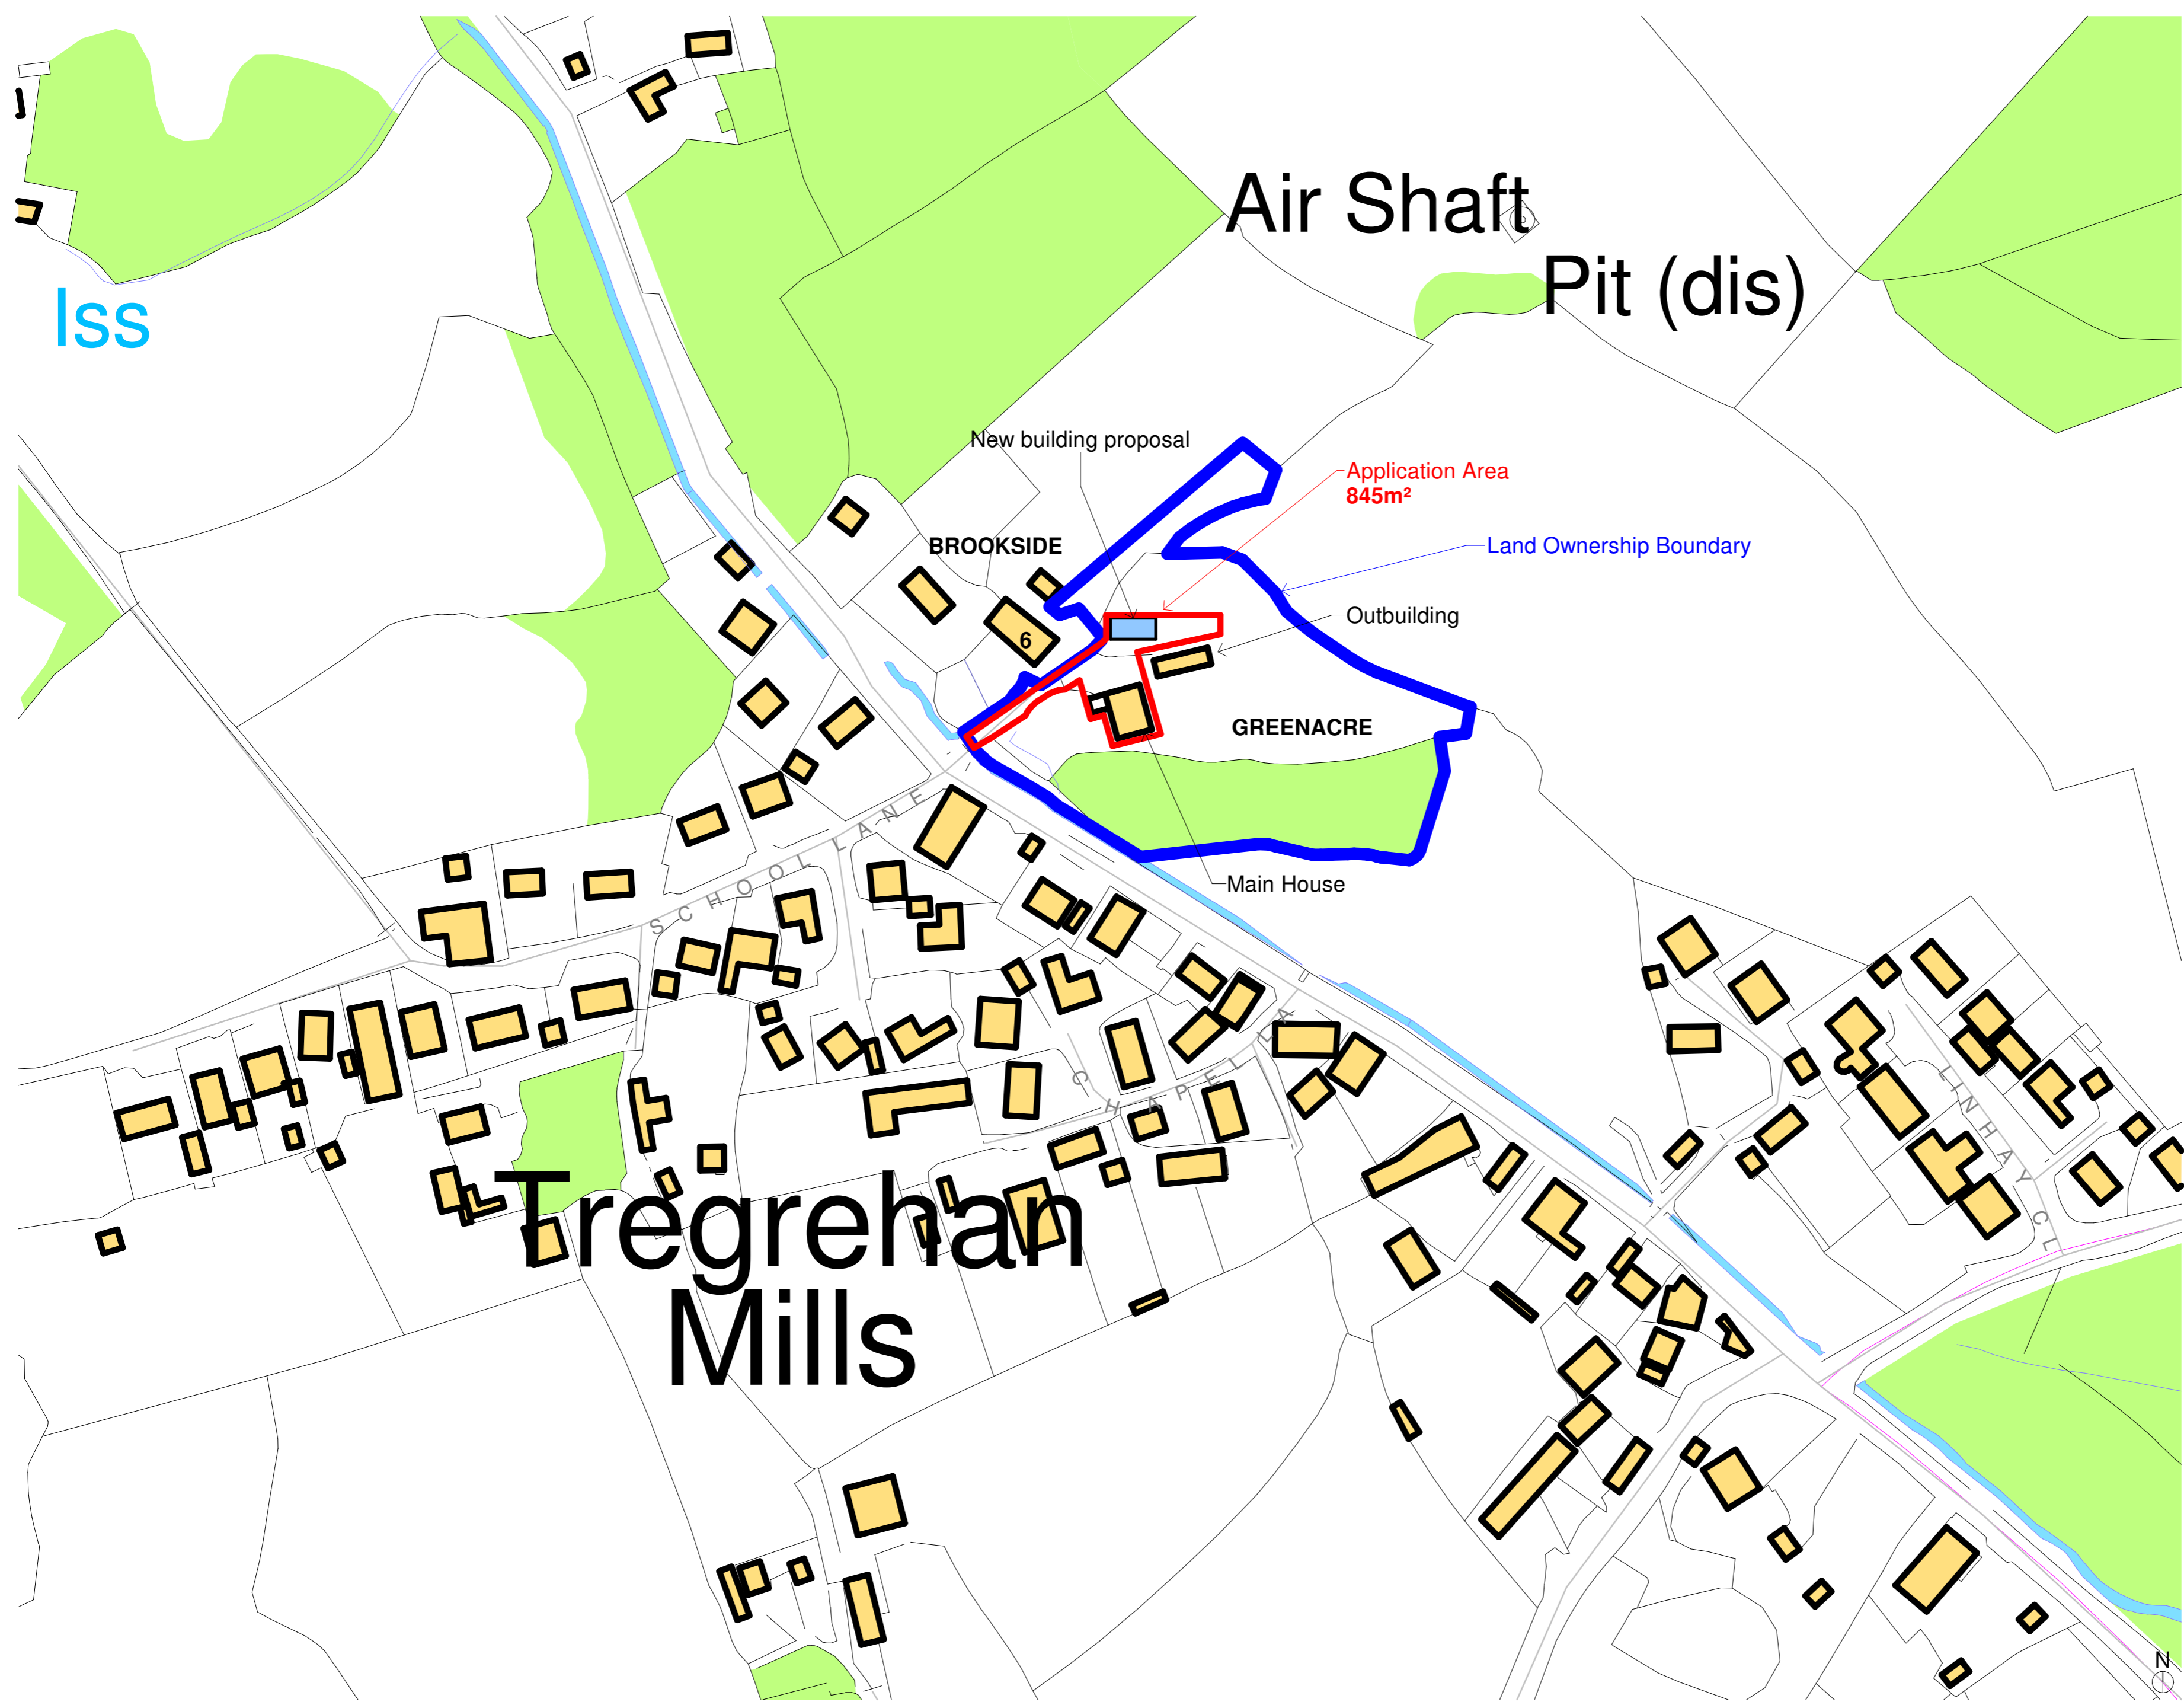 Air Shaft
Pit (dis)
Iss
New building proposal
Application Area
845m²
BROOKSIDE
Land Ownership Boundary
Outbuilding
6
GREENACRE
SCHOOL LANE
Main House
CHAPEL LA
LINHAY CL
Tregrehan
Mills
N